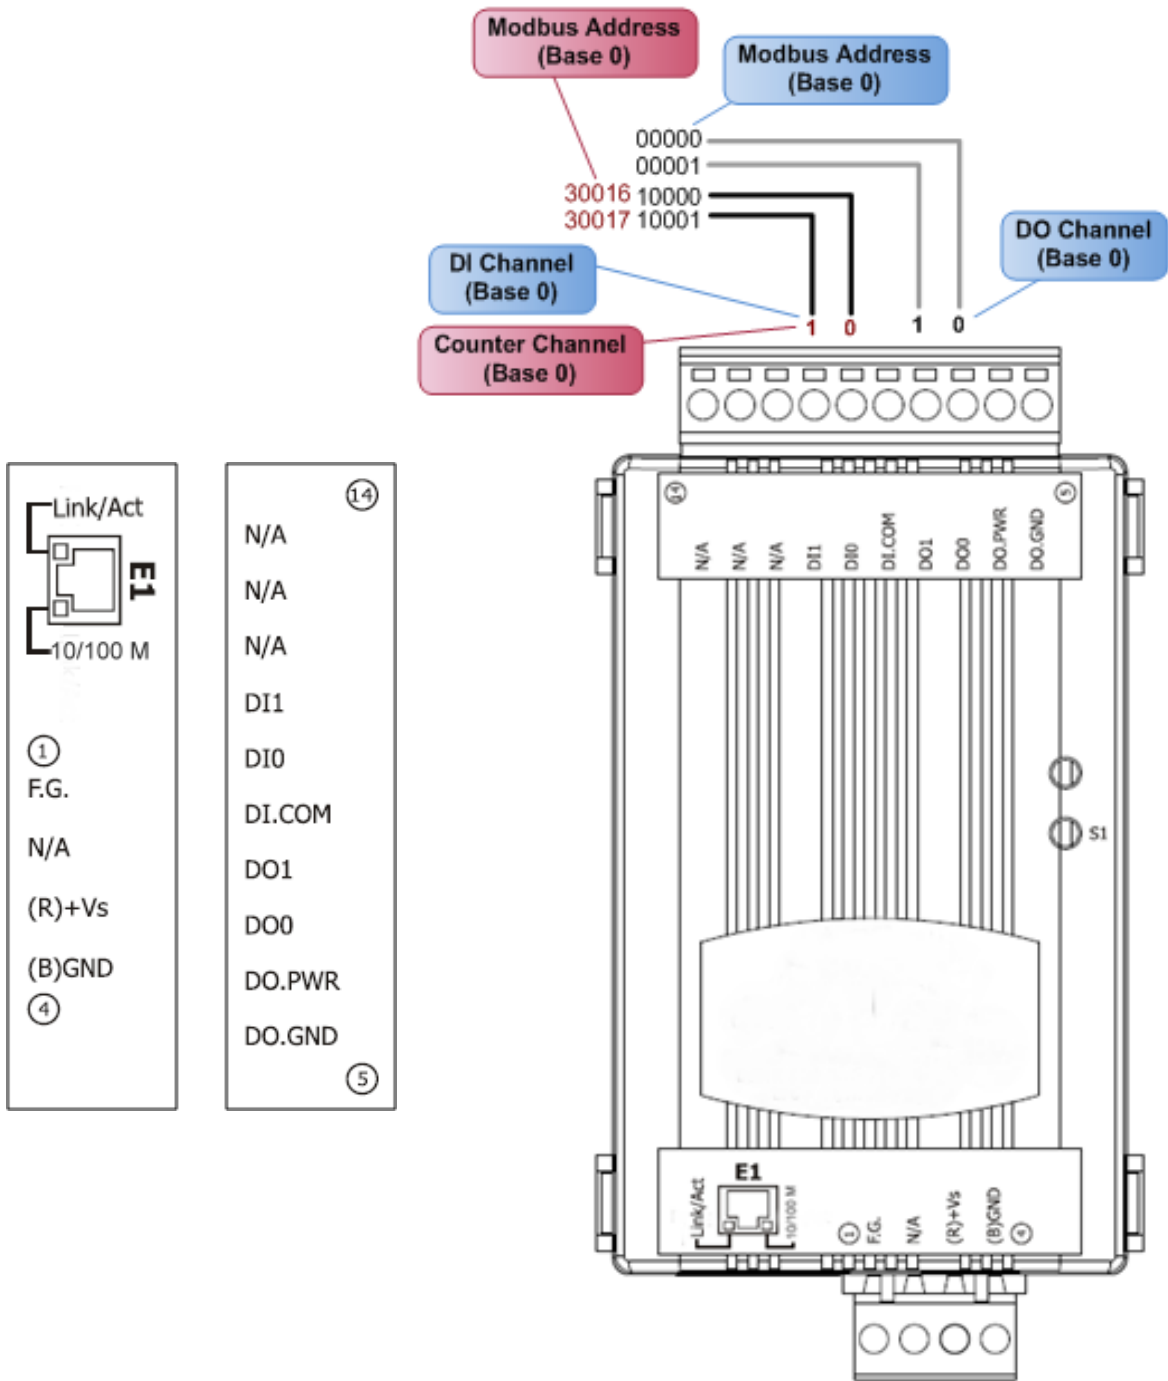 Modbus Address
(Base 0)
Modbus Address
(Base 0)
00000
00001
30016 10000
30017 10001
DO Channel
(Base 0)
DI Channel
(Base 0)
1 0 1 0
Counter Channel
(Base 0)
Link/Act
E1
10/100 M
1
F.G.
N/A
(R)+Vs
(B)GND
4
14
N/A
N/A
N/A
DI1
DI0
DI.COM
DO1
DO0
DO.PWR
DO.GND
5
14
5
N/A
N/A
N/A
DI1
DI0
DI.COM
DO1
DO0
DO.PWR
DO.GND
S1
Link/Act
E1
10/100 M
1
F.G.
N/A
(R)+Vs
(B)GND
4